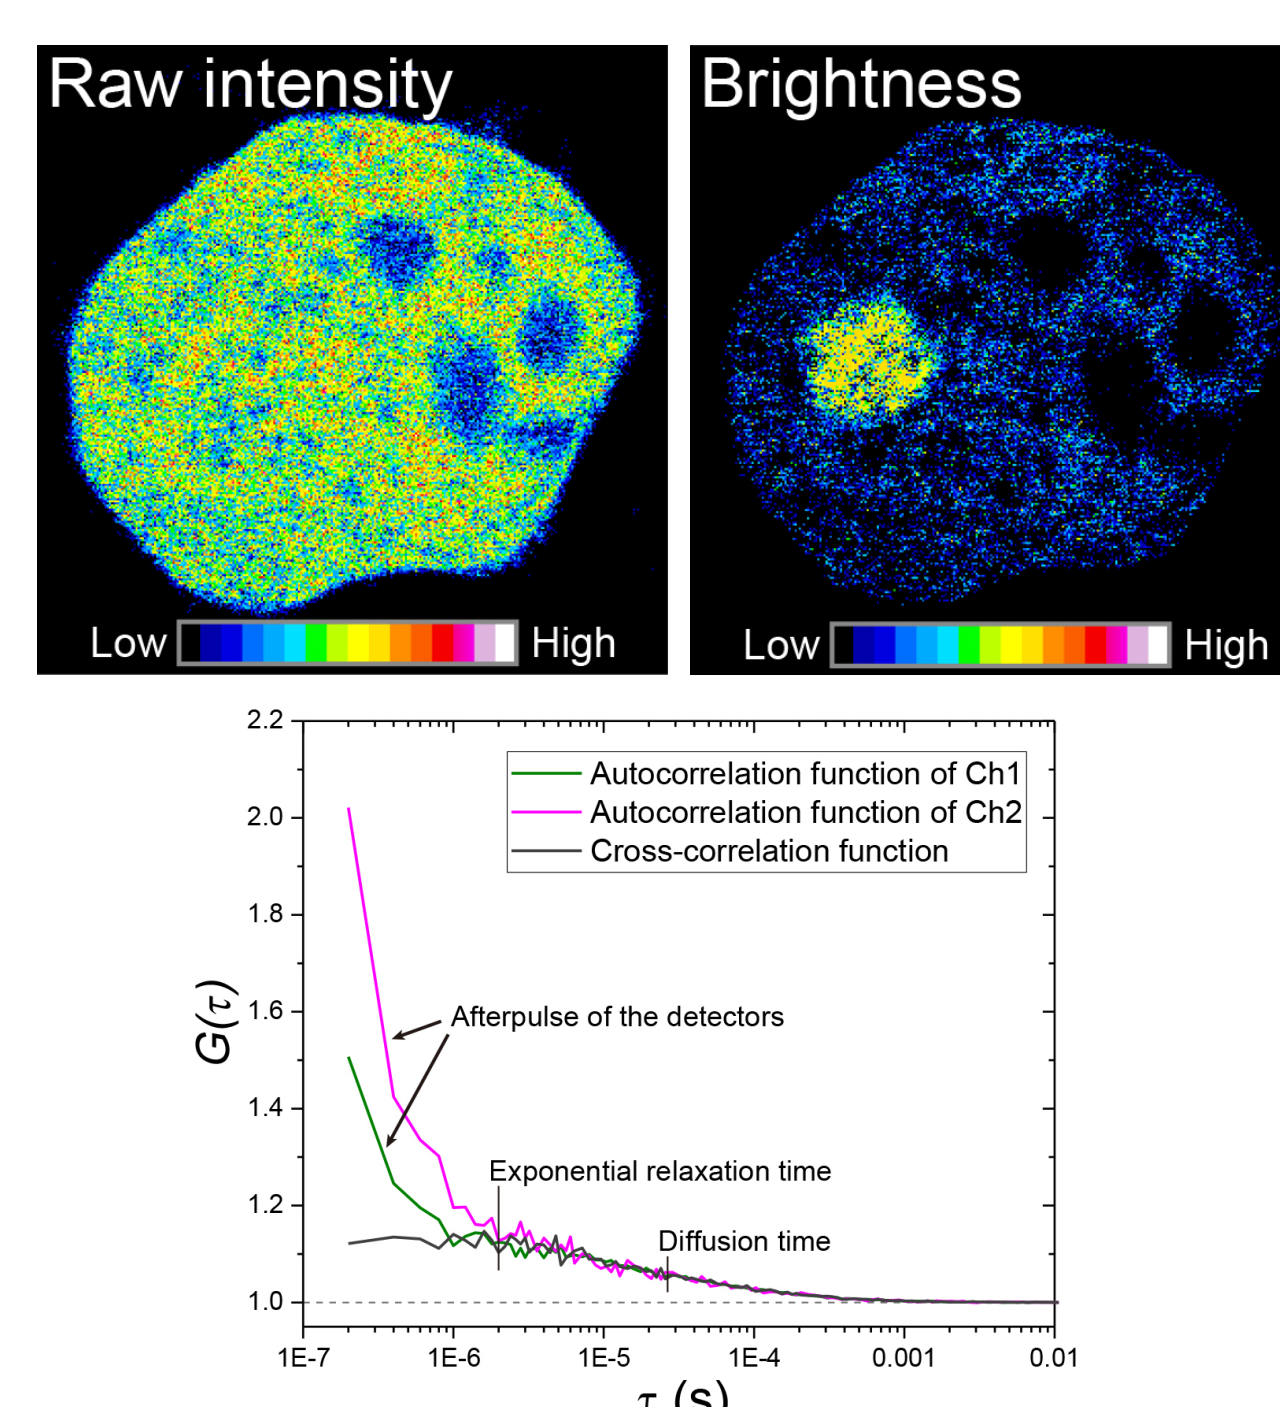 Raw intensity
Brightness
Low
High
Low
High
2.2
2.0
1.8
1.6
1.4
1.2
1.0
G(τ)
Autocorrelation function of Ch1
Autocorrelation function of Ch2
Cross-correlation function
Afterpulse of the detectors
Exponential relaxation time
Diffusion time
1E-7
1E-6
1E-5
1E-4
0.001
0.01
τ (s)